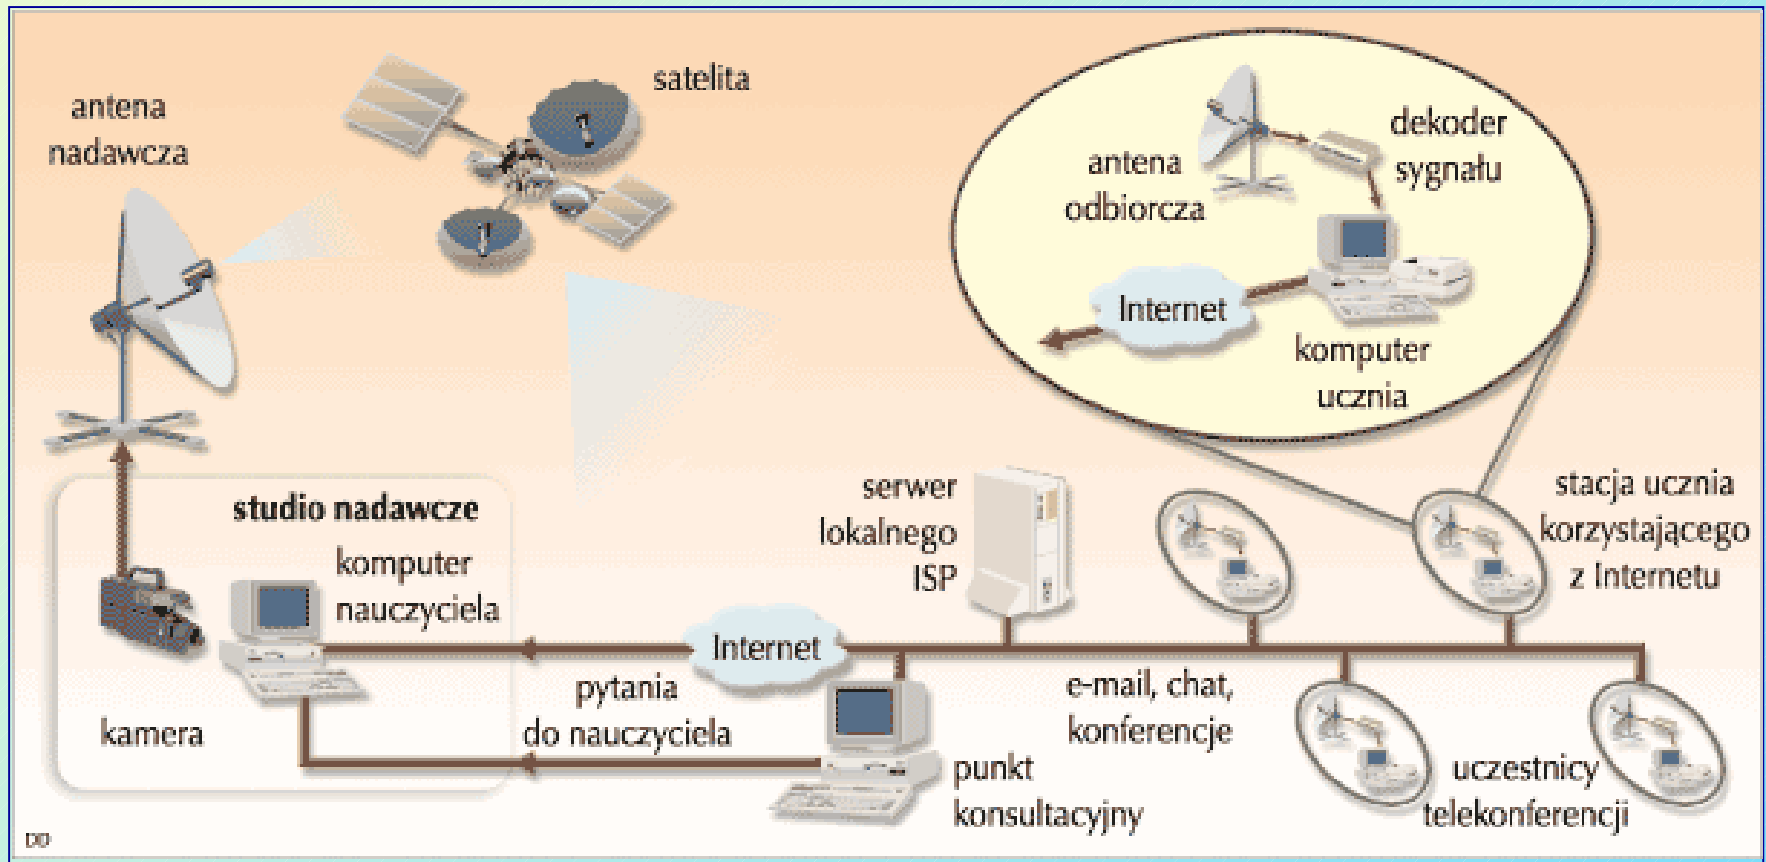 antena
nadawcza
satelita
antena
odbiorcza
dekoder
sygnału
Internet
komputer
ucznia
studio nadawcze
komputer
nauczyciela
kamera
Internet
pytania
do nauczyciela
serwer
lokalnego
ISP
punkt
konsultacyjny
e-mail, chat,
konferencje
stacja ucznia
korzystającego
z Internetu
uczestnicy
telekonferencji
DD